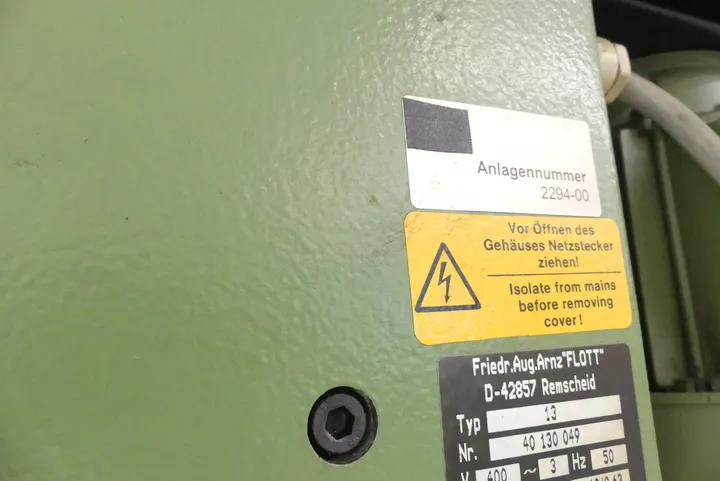 Anlagennummer
2294-00
Vor Öffnen des
Gehäuses Netzstecker
ziehen!
Isolate from mains
before removing
cover!
Friedr.Aug.Arnz"FLOTT"
D-42857 Remscheid
Typ 13
Nr. 40 130 049
V 400 ~ 3 Hz 50